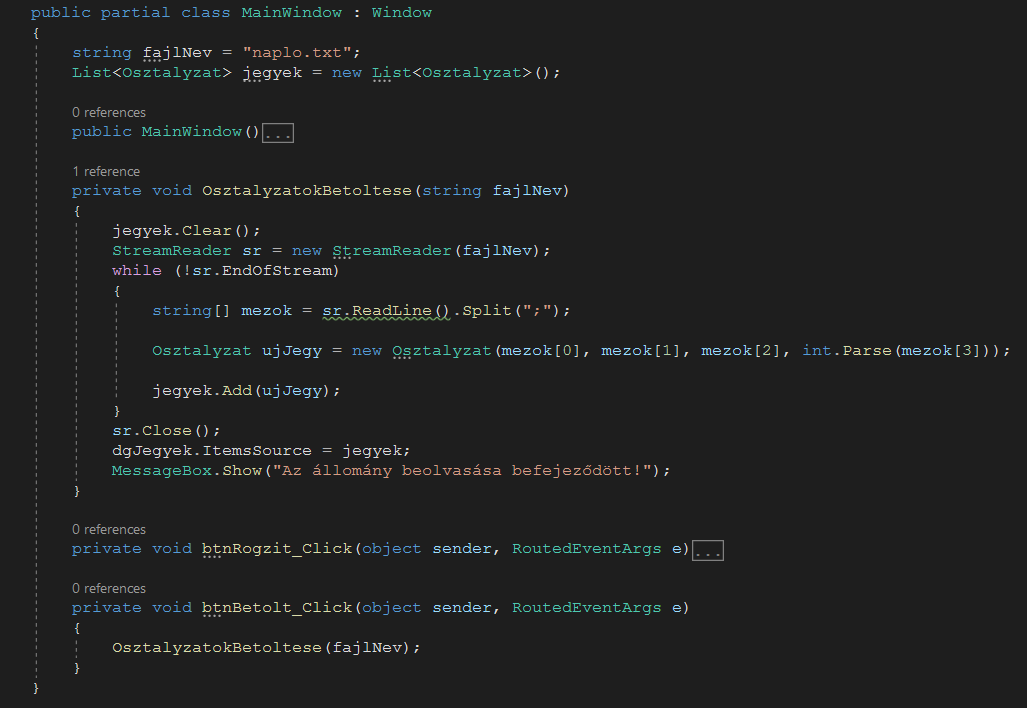 public partial class MainWindow : Window
{
string fajlNev = "naplo.txt";
List<Osztalyzat> jegyek = new List<Osztalyzat>();
0 references
public MainWindow()...
1 reference
private void OsztalyzatokBetoltese(string fajlNev)
{
jegyek.Clear();
StreamReader sr = new StreamReader(fajlNev);
while (!sr.EndOfStream)
{
string[] mezok = sr.ReadLine().Split(";");
Osztalyzat ujJegy = new Osztalyzat(mezok[0], mezok[1], mezok[2], int.Parse(mezok[3]));
jegyek.Add(ujJegy);
}
sr.Close();
dgJegyek.ItemsSource = jegyek;
MessageBox.Show("Az állomány beolvasása befejeződött!");
}
0 references
private void btnRogzit_Click(object sender, RoutedEventArgs e)...
0 references
private void btnBetolt_Click(object sender, RoutedEventArgs e)
{
OsztalyzatokBetoltese(fajlNev);
}
}